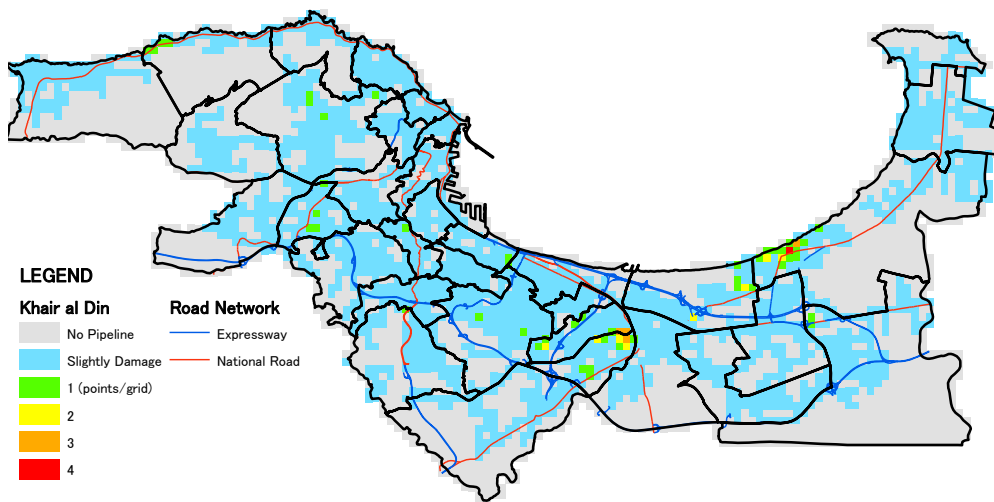 LEGEND
Khair al Din Road Network
No Pipeline Expressway
Slightly Damage National Road
1 (points/grid)
2
3
4